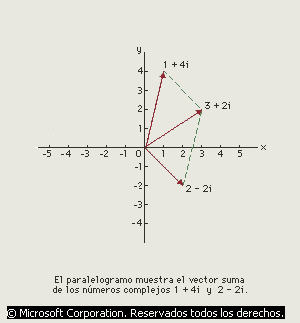 y
1 + 4i
4
3
3 + 2i
2
1
-5 -4 -3 -2 -1 0 1 2 3 4 5 x
-1
-2
2 - 2i
-3
-4
El paralelogramo muestra el vector suma
de los números complejos 1 + 4i y 2 - 2i.
© Microsoft Corporation. Reservados todos los derechos.